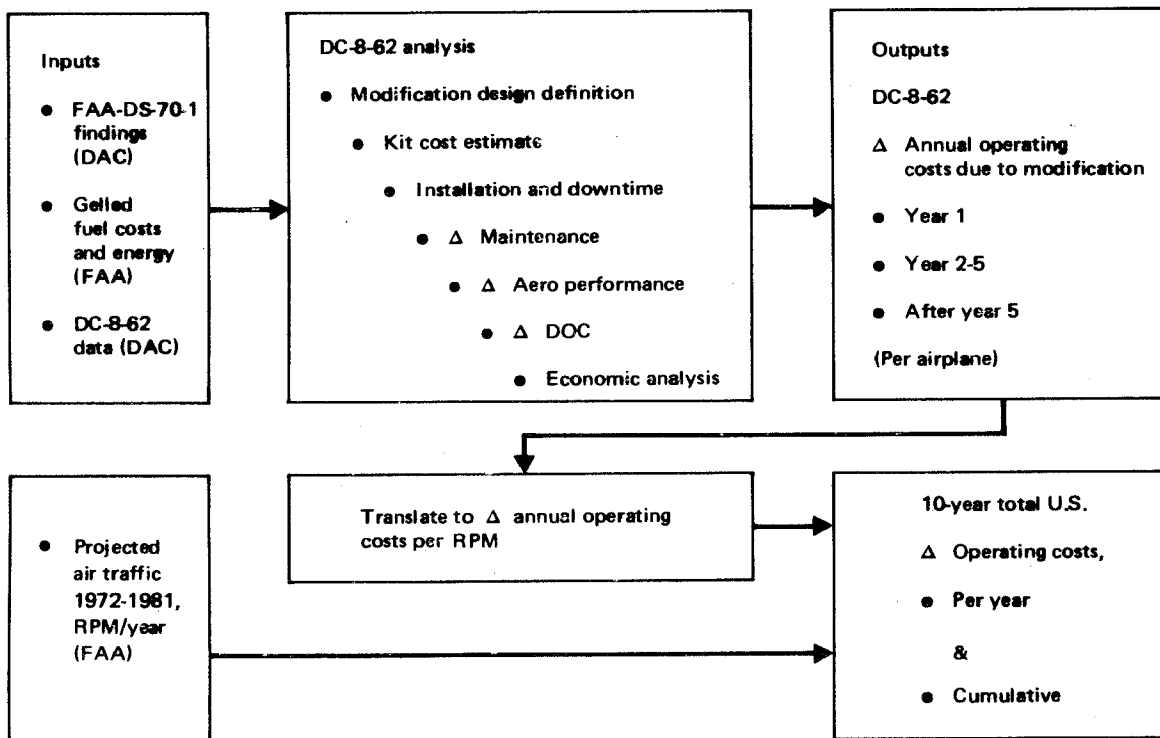 Inputs
● FAA-DS-70-1
findings
(DAC)
● Gelled
fuel costs
and energy
(FAA)
● DC-8-62
data (DAC)
DC-8-62 analysis
● Modification design definition
● Kit cost estimate
● Installation and downtime
● Δ Maintenance
● Δ Aero performance
● Δ DOC
● Economic analysis
Outputs
DC-8-62
Δ Annual operating
costs due to modification
● Year 1
● Year 2-5
● After year 5
(Per airplane)
● Projected
air traffic
1972-1981,
RPM/year
(FAA)
Translate to Δ annual operating
costs per RPM
10-year total U.S.
Δ Operating costs,
● Per year
&
● Cumulative